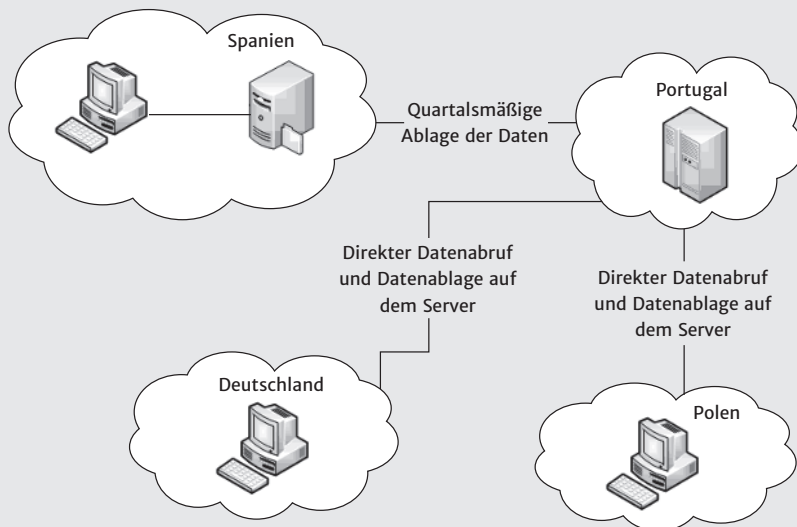 Spanien
Portugal
Quartalsmäßige
Ablage der Daten
Direkter Datenabruf
und Datenablage auf
dem Server
Direkter Datenabruf
und Datenablage auf
dem Server
Deutschland
Polen